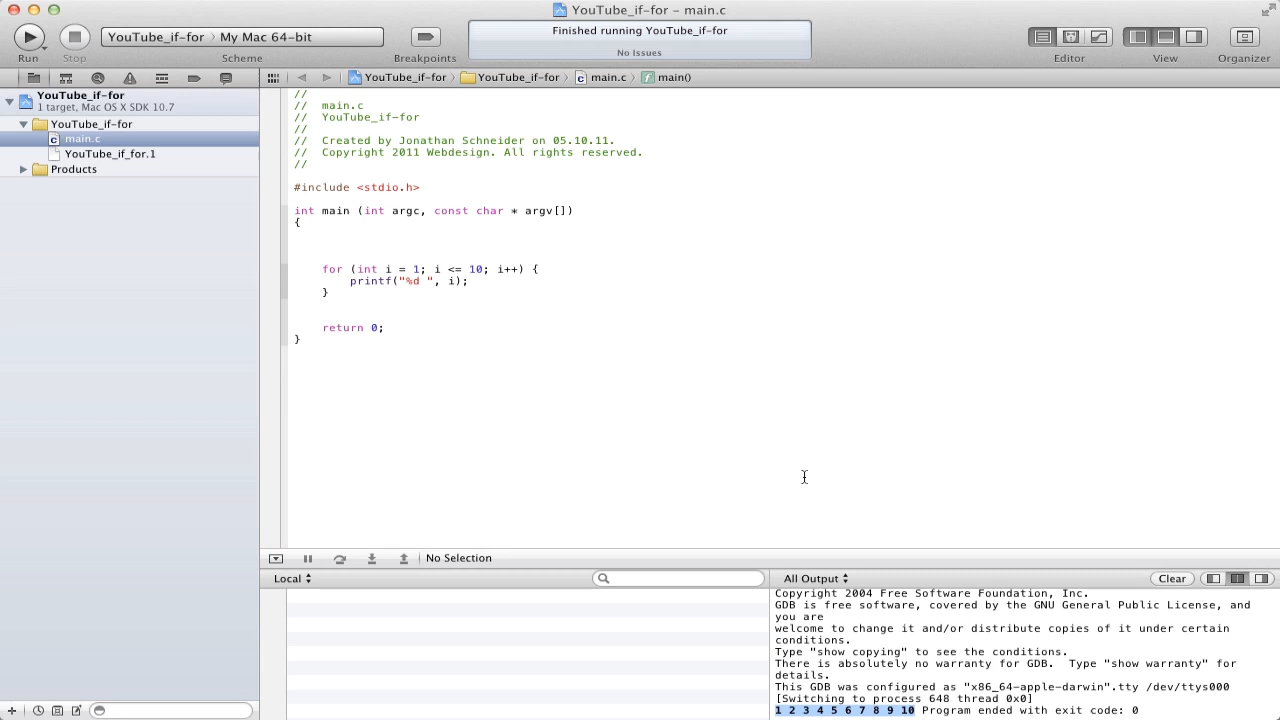 YouTube_if-for – main.c
YouTube_if-for › My Mac 64-bit
Finished running YouTube_if-for
No Issues
Run
Stop
Scheme
Breakpoints
Editor
View
Organizer
YouTube_if-for
1 target, Mac OS X SDK 10.7
YouTube_if-for
main.c
YouTube_if_for.1
Products
YouTube_if-for › YouTube_if-for › main.c › main()
//
//  main.c
//  YouTube_if-for
//
//  Created by Jonathan Schneider on 05.10.11.
//  Copyright 2011 Webdesign. All rights reserved.
//
#include <stdio.h>
int main (int argc, const char * argv[])
{
    for (int i = 1; i <= 10; i++) {
        printf("%d ", i);
    }
    return 0;
}
No Selection
Local
All Output
Clear
Copyright 2004 Free Software Foundation, Inc.
GDB is free software, covered by the GNU General Public License, and
you are
welcome to change it and/or distribute copies of it under certain
conditions.
Type "show copying" to see the conditions.
There is absolutely no warranty for GDB.  Type "show warranty" for
details.
This GDB was configured as "x86_64-apple-darwin".tty /dev/ttys000
[Switching to process 648 thread 0x0]
1 2 3 4 5 6 7 8 9 10 Program ended with exit code: 0